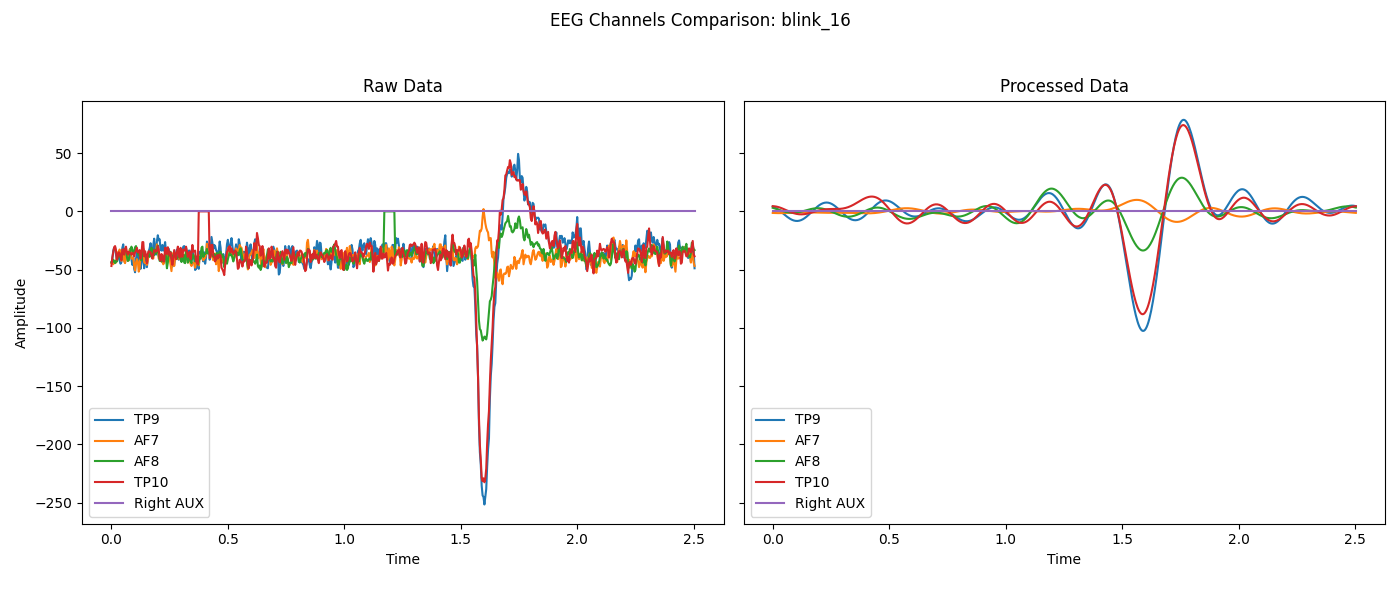 EEG Channels Comparison: blink_16
Raw Data
Amplitude
50
0
−50
−100
−150
−200
−250
TP9
AF7
AF8
TP10
Right AUX
0.0 0.5 1.0 1.5 2.0 2.5
Time
Processed Data
TP9
AF7
AF8
TP10
Right AUX
0.0 0.5 1.0 1.5 2.0 2.5
Time